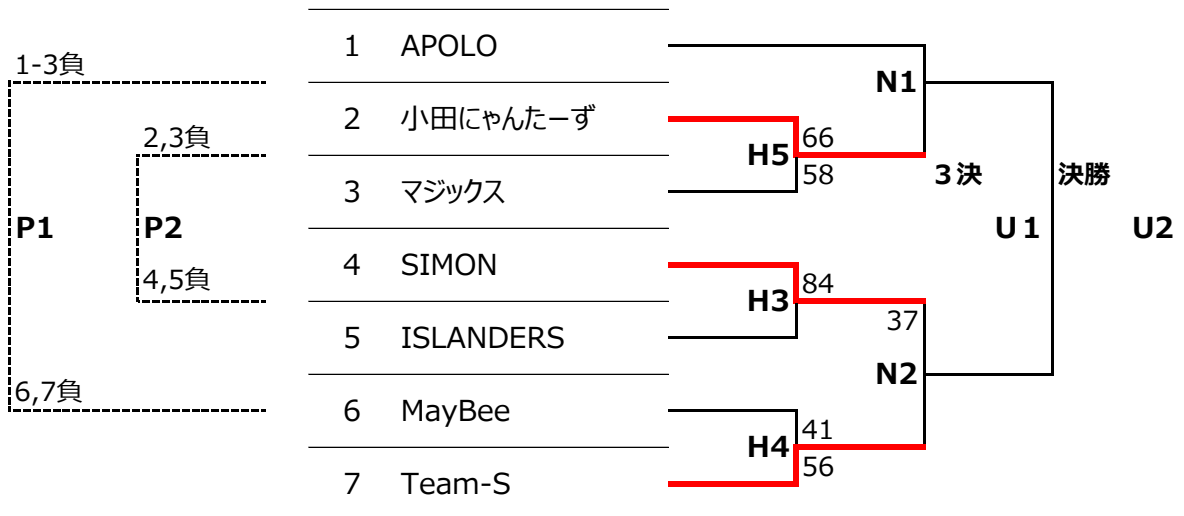 1 APOLO
1-3負
N1
2 小田にゃんたーず
2,3負
66
H5
58
3 マジックス
3決
決勝
P1
P2
U1
U2
4 SIMON
4,5負
84
H3
37
5 ISLANDERS
N2
6,7負
6 MayBee
41
H4
56
7 Team-S